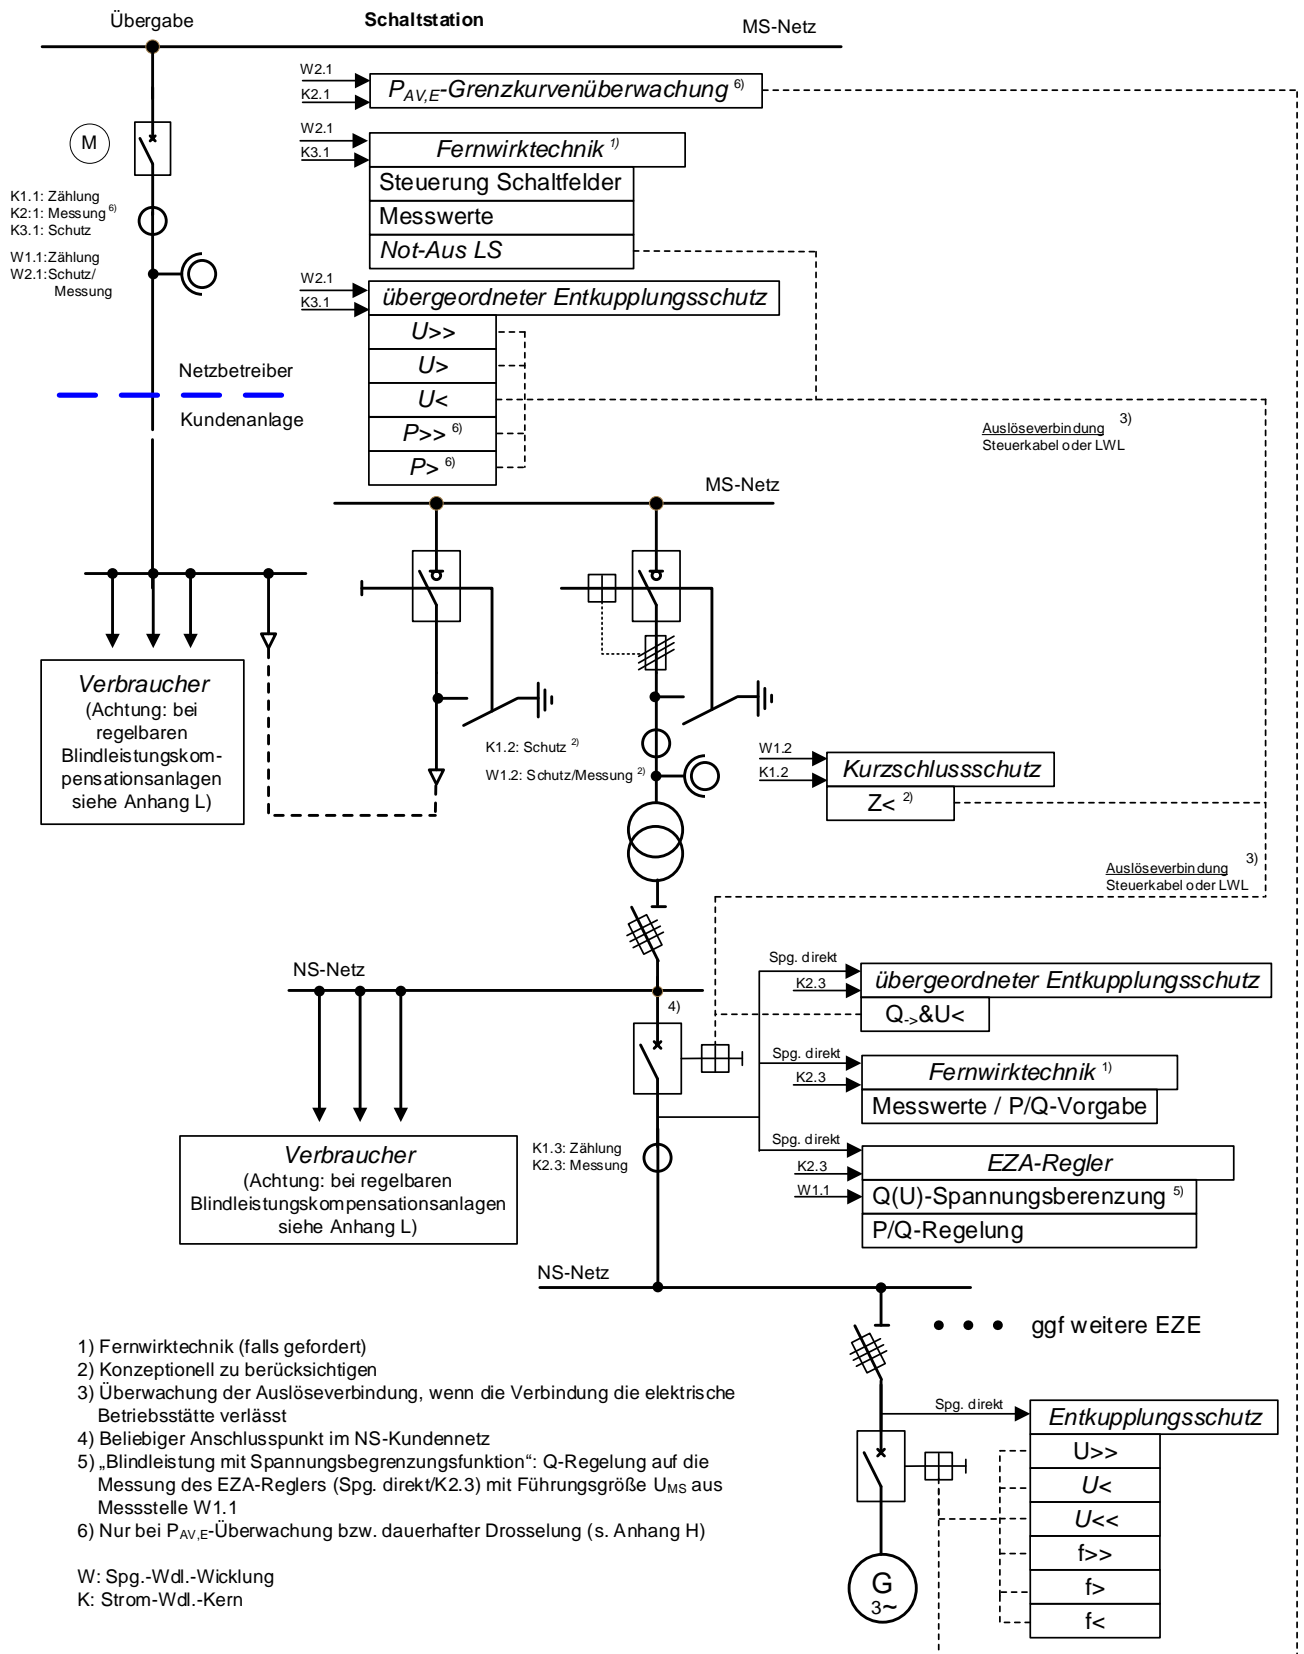 Übergabe
Schaltstation
MS-Netz
W2.1
K2.1
P_AV,E-Grenzkurvenüberwachung 6)
M
W2.1
K3.1
Fernwirktechnik 1)
Steuerung Schaltfelder
Messwerte
Not-Aus LS
K1.1: Zählung
K2:1: Messung 6)
K3.1: Schutz
W1.1:Zählung
W2.1:Schutz/
Messung
W2.1
K3.1
übergeordneter Entkupplungsschutz
U>>
U>
U<
P>> 6)
P> 6)
Netzbetreiber
Kundenanlage
Auslöseverbindung 3)
Steuerkabel oder LWL
MS-Netz
Verbraucher
(Achtung: bei
regelbaren
Blindleistungskom-
pensationsanlagen
siehe Anhang L)
K1.2: Schutz 2)
W1.2: Schutz/Messung 2)
W1.2
K1.2
Kurzschlussschutz
Z< 2)
Auslöseverbindung 3)
Steuerkabel oder LWL
NS-Netz
4)
Spg. direkt
K2.3
übergeordneter Entkupplungsschutz
Q->&U<
Spg. direkt
K2.3
Fernwirktechnik 1)
Messwerte / P/Q-Vorgabe
Verbraucher
(Achtung: bei regelbaren
Blindleistungskompensationsanlagen
siehe Anhang L)
K1.3: Zählung
K2.3: Messung
Spg. direkt
K2.3
W1.1
EZA-Regler
Q(U)-Spannungsberenzung 5)
P/Q-Regelung
NS-Netz
ggf weitere EZE
1) Fernwirktechnik (falls gefordert)
2) Konzeptionell zu berücksichtigen
3) Überwachung der Auslöseverbindung, wenn die Verbindung die elektrische
Betriebsstätte verlässt
4) Beliebiger Anschlusspunkt im NS-Kundennetz
5) „Blindleistung mit Spannungsbegrenzungsfunktion“: Q-Regelung auf die
Messung des EZA-Reglers (Spg. direkt/K2.3) mit Führungsgröße U_MS aus
Messstelle W1.1
6) Nur bei P_AV,E-Überwachung bzw. dauerhafter Drosselung (s. Anhang H)
W: Spg.-Wdl.-Wicklung
K: Strom-Wdl.-Kern
Spg. direkt
Entkupplungsschutz
U>>
U<
U<<
f>>
f>
f<
G
3~